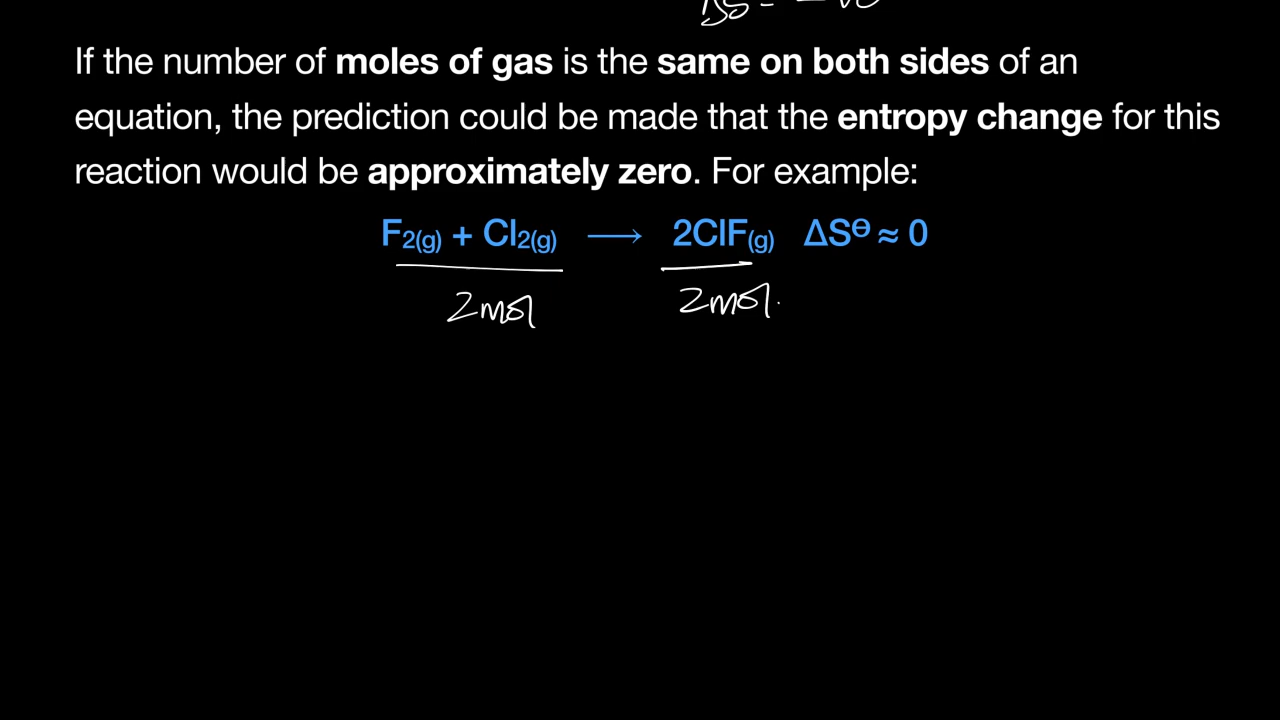 If the number of moles of gas is the same on both sides of an
equation, the prediction could be made that the entropy change for this
reaction would be approximately zero. For example:
F₂(g) + Cl₂(g) ⟶ 2ClF(g) ΔS⊖ ≈ 0
2mol 2mol.